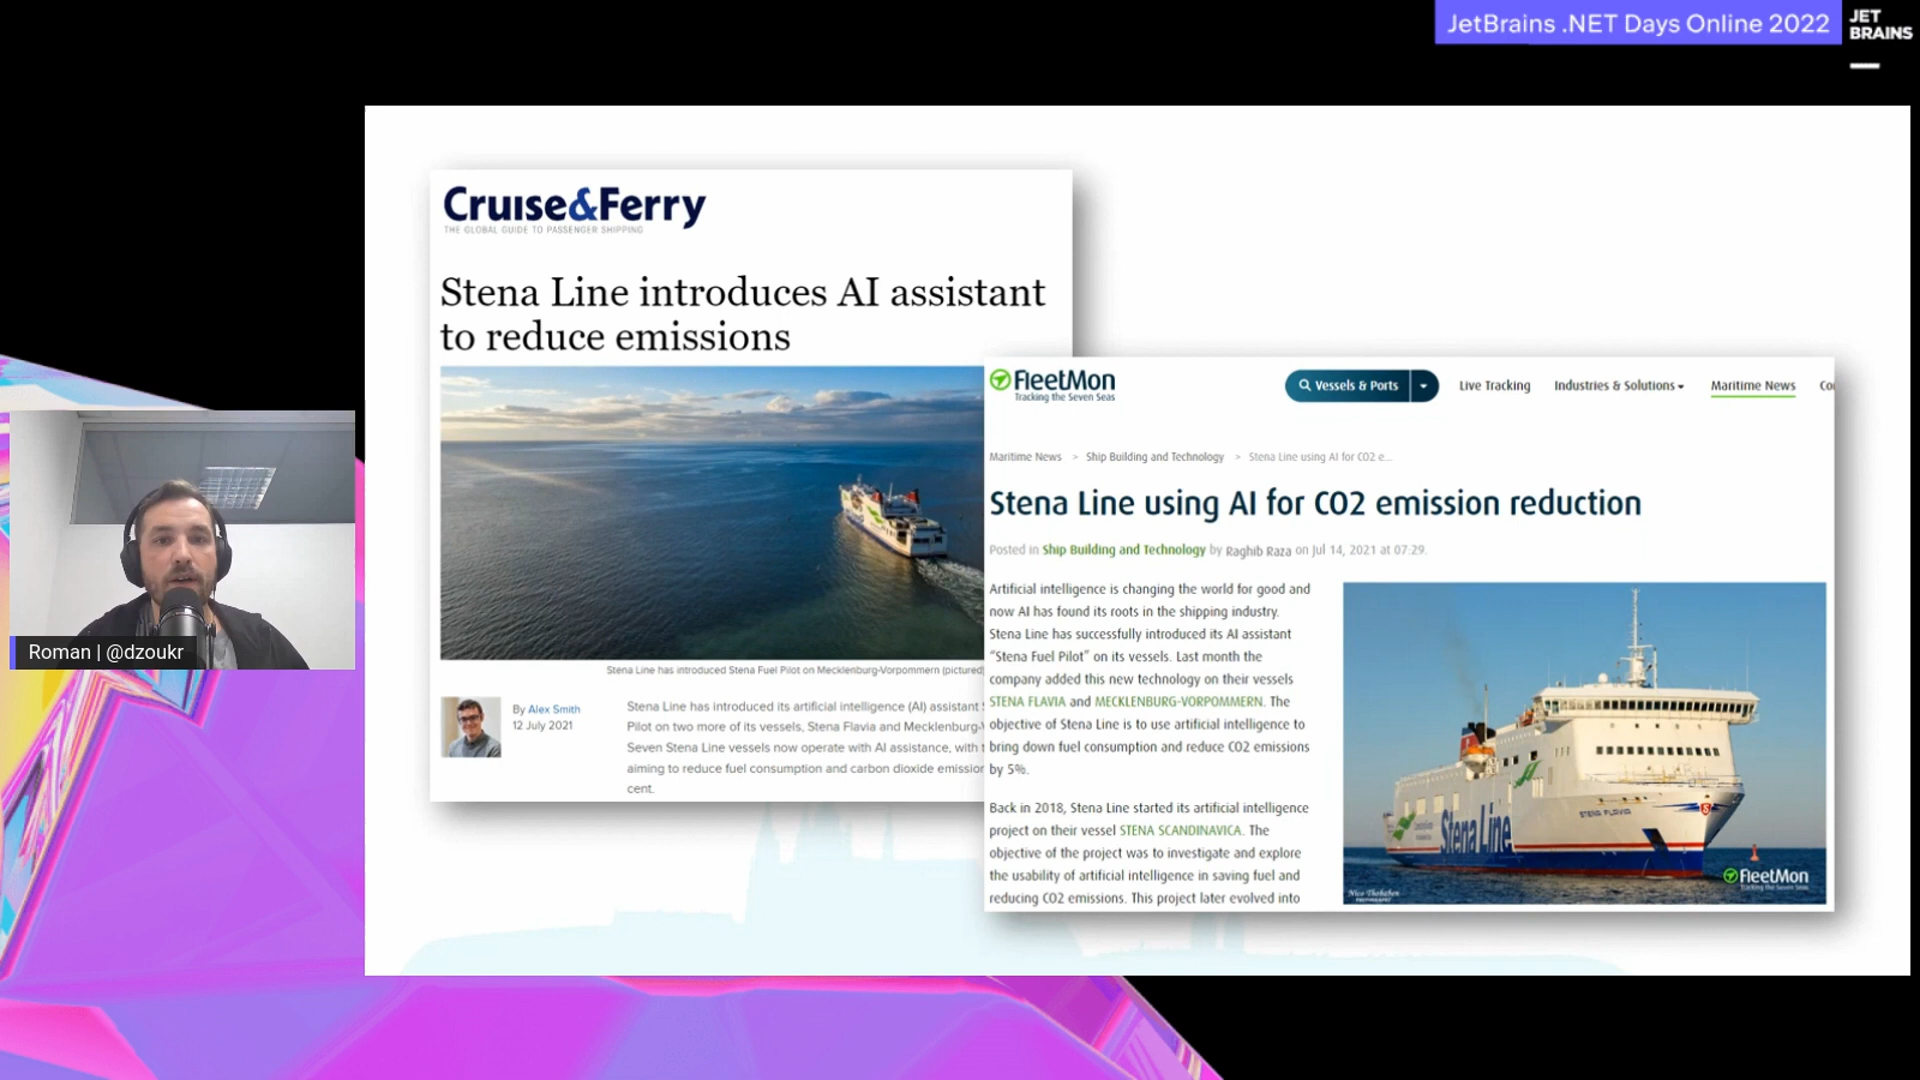 JetBrains .NET Days Online 2022
JET
BRAINS
Cruise&Ferry
THE GLOBAL GUIDE TO PASSENGER SHIPPING
Stena Line introduces AI assistant
to reduce emissions
Stena Line has introduced Stena Fuel Pilot on Mecklenburg-Vorpommern (pictured)
By Alex Smith
12 July 2021
Stena Line has introduced its artificial intelligence (AI) assistant
Pilot on two more of its vessels, Stena Flavia and Mecklenburg-
Seven Stena Line vessels now operate with AI assistance, with
aiming to reduce fuel consumption and carbon dioxide emission
cent.
FleetMon
Tracking the Seven Seas
Vessels & Ports
Live Tracking
Industries & Solutions
Maritime News
Co
Maritime News > Ship Building and Technology > Stena Line using AI for CO2 e...
Stena Line using AI for CO2 emission reduction
Posted in Ship Building and Technology by Raghib Raza on Jul 14, 2021 at 07:29.
Artificial intelligence is changing the world for good and
now AI has found its roots in the shipping industry.
Stena Line has successfully introduced its AI assistant
“Stena Fuel Pilot” on its vessels. Last month the
company added this new technology on their vessels
STENA FLAVIA and MECKLENBURG-VORPOMMERN. The
objective of Stena Line is to use artificial intelligence to
bring down fuel consumption and reduce CO2 emissions
by 5%.
Back in 2018, Stena Line started its artificial intelligence
project on their vessel STENA SCANDINAVICA. The
objective of the project was to investigate and explore
the usability of artificial intelligence in saving fuel and
reducing CO2 emissions. This project later evolved into
STENA FLAVIA
Stena Line
FleetMon
Tracking the Seven Seas
Roman | @dzoukr